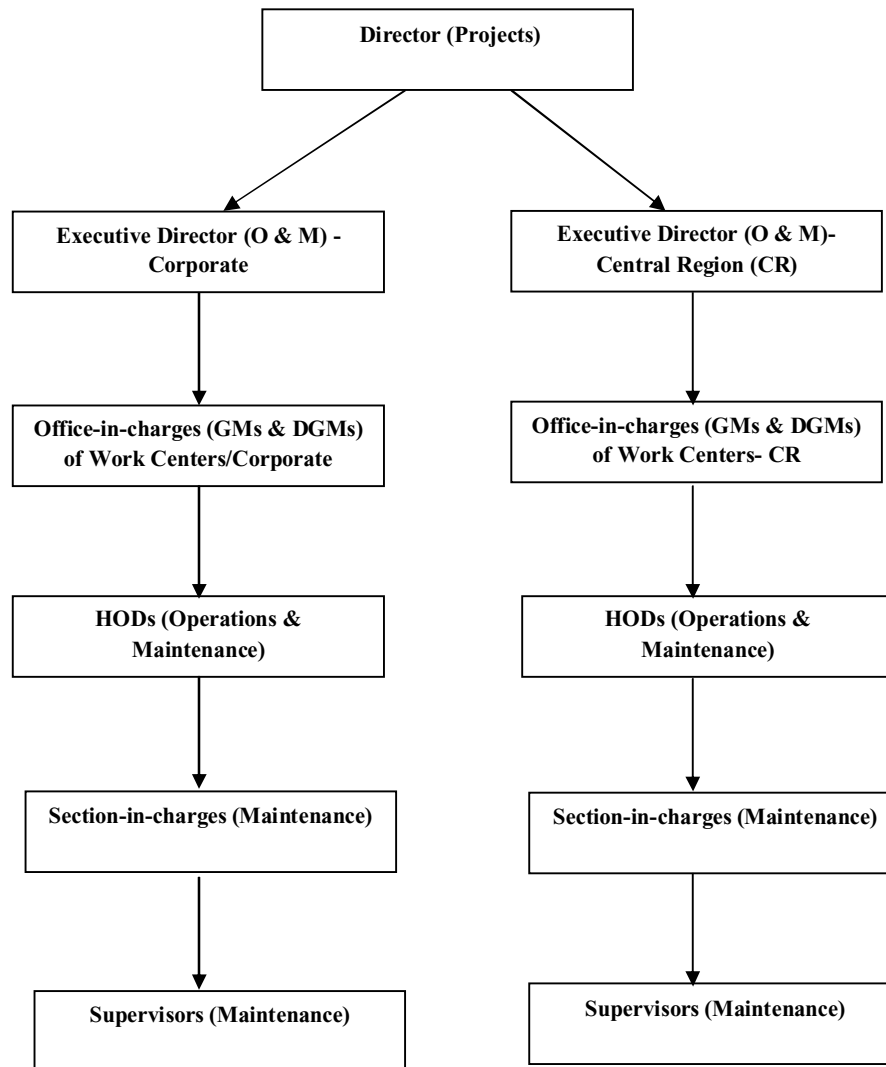 Director (Projects)
Executive Director (O & M) -
Corporate
Executive Director (O & M)-
Central Region (CR)
Office-in-charges (GMs & DGMs)
of Work Centers/Corporate
Office-in-charges (GMs & DGMs)
of Work Centers- CR
HODs (Operations &
Maintenance)
HODs (Operations &
Maintenance)
Section-in-charges (Maintenance)
Section-in-charges (Maintenance)
Supervisors (Maintenance)
Supervisors (Maintenance)